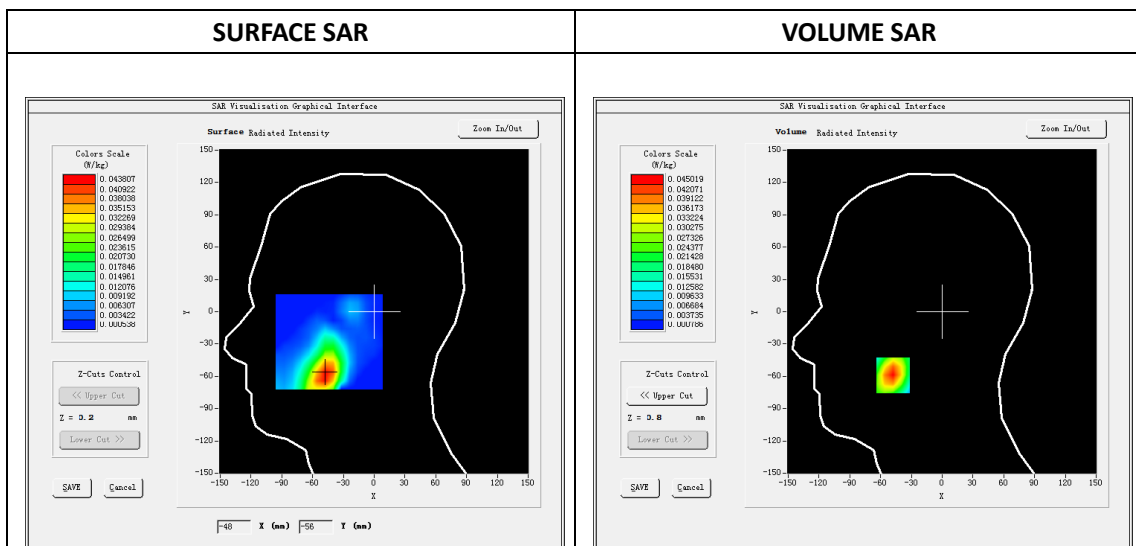 SURFACE SAR
VOLUME SAR
SAR Visualisation Graphical Interface
Surface Radiated Intensity
Zoom In/Out
Colors Scale
(W/kg)
0.043807
0.040922
0.038038
0.035153
0.032269
0.029384
0.026499
0.023615
0.020730
0.017846
0.014961
0.012076
0.009192
0.006307
0.003422
0.000538
Z-Cuts Control
<< Upper Cut
Z = 0.2 mm
Lower Cut >>
SAVE Cancel
150
120
90
60
30
0
-30
-60
-90
-120
-150
Y
-150 -120 -90 -60 -30 0 30 60 90 120 150
X
-48 X (mm) -56 Y (mm)
SAR Visualisation Graphical Interface
Volume Radiated Intensity
Zoom In/Out
Colors Scale
(W/kg)
0.045019
0.042071
0.039122
0.036173
0.033224
0.030275
0.027326
0.024377
0.021428
0.018480
0.015531
0.012582
0.009633
0.006684
0.003735
0.000786
Z-Cuts Control
<< Upper Cut
Z = 0.8 mm
Lower Cut >>
SAVE Cancel
150
120
90
60
30
0
-30
-60
-90
-120
-150
Y
-150 -120 -90 -60 -30 0 30 60 90 120 150
X